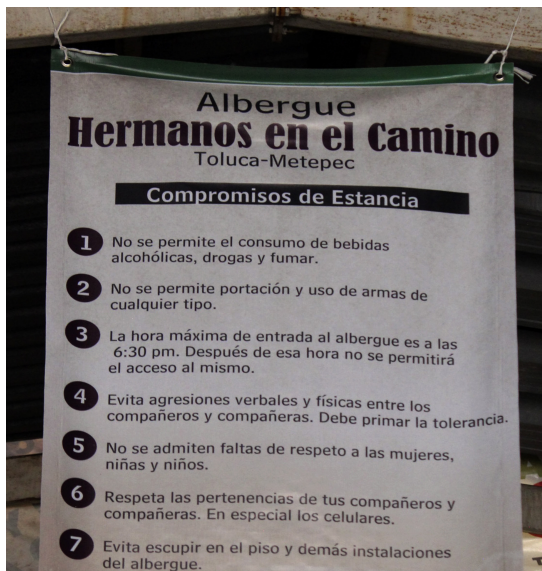 Albergue
Hermanos en el Camino
Toluca-Metepec
Compromisos de Estancia
1 No se permite el consumo de bebidas
alcohólicas, drogas y fumar.
2 No se permite portación y uso de armas de
cualquier tipo.
3 La hora máxima de entrada al albergue es a las
6:30 pm. Después de esa hora no se permitirá
el acceso al mismo.
4 Evita agresiones verbales y físicas entre los
compañeros y compañeras. Debe primar la tolerancia.
5 No se admiten faltas de respeto a las mujeres,
niñas y niños.
6 Respeta las pertenencias de tus compañeros y
compañeras. En especial los celulares.
7 Evita escupir en el piso y demás instalaciones
del albergue.